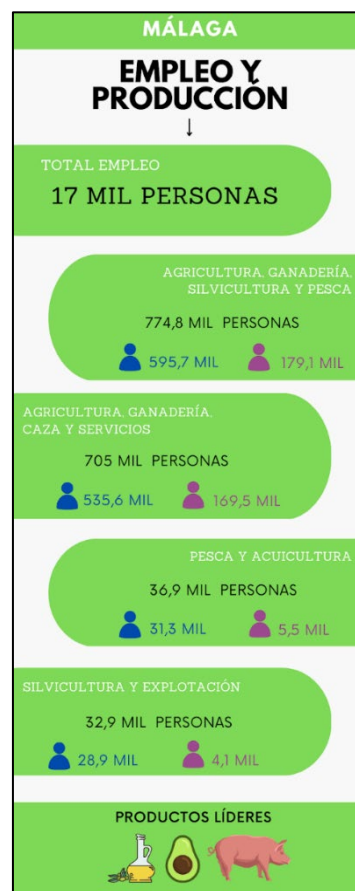 MÁLAGA
EMPLEO Y
PRODUCCIÓN
TOTAL EMPLEO
17 MIL PERSONAS
AGRICULTURA, GANADERÍA,
SILVICULTURA Y PESCA
774,8 MIL PERSONAS
595,7 MIL 179,1 MIL
AGRICULTURA, GANADERÍA,
CAZA Y SERVICIOS
705 MIL PERSONAS
535,6 MIL 169,5 MIL
PESCA Y ACUICULTURA
36,9 MIL PERSONAS
31,3 MIL 5,5 MIL
SILVICULTURA Y EXPLOTACIÓN
32,9 MIL PERSONAS
28,9 MIL 4,1 MIL
PRODUCTOS LÍDERES